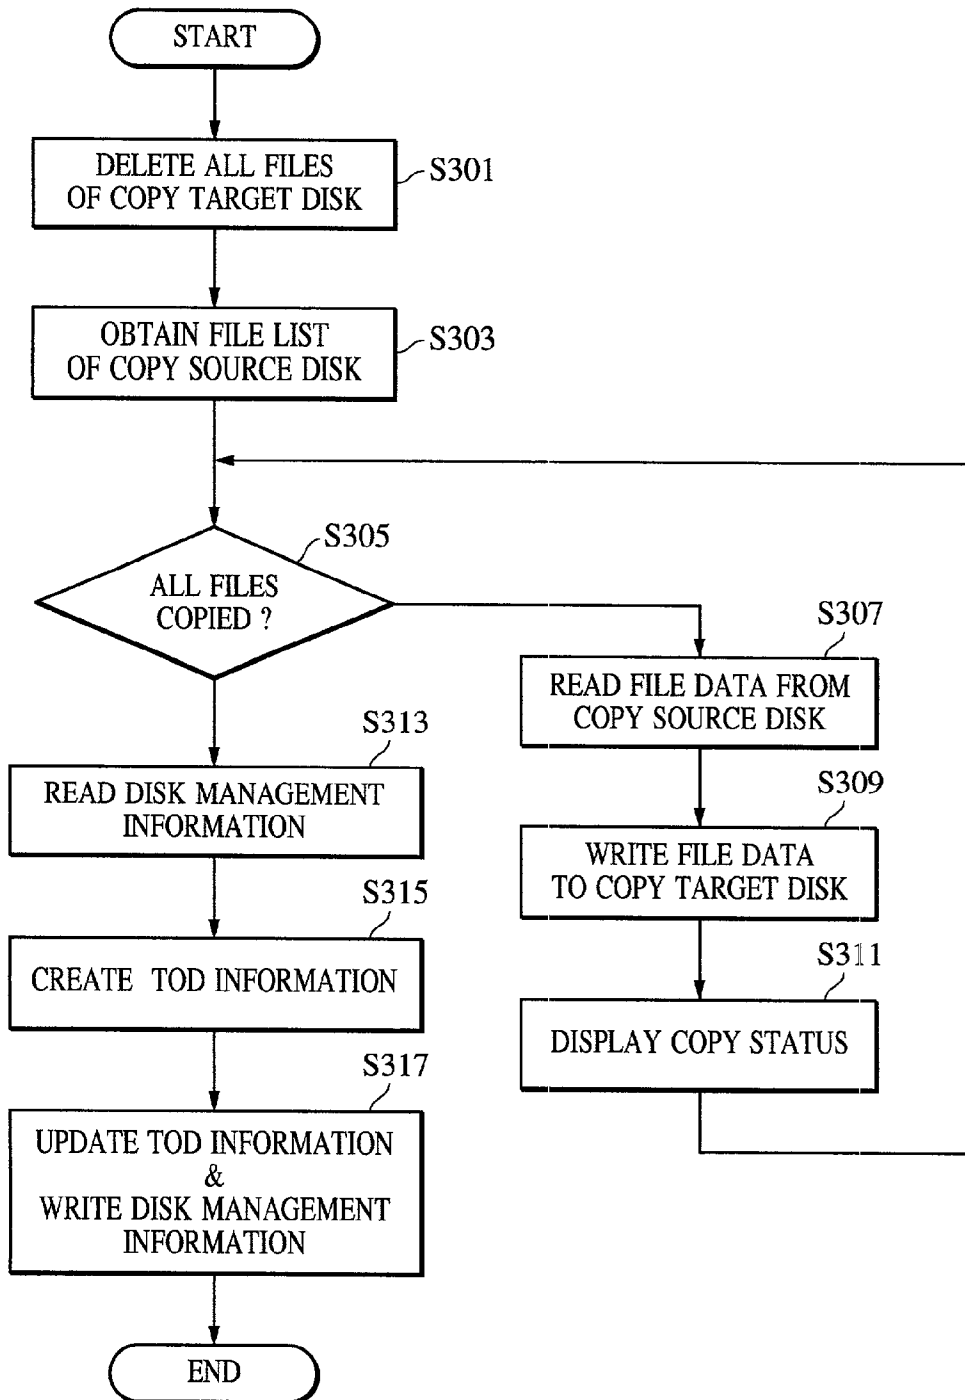 START
DELETE ALL FILES
OF COPY TARGET DISK
S301
OBTAIN FILE LIST
OF COPY SOURCE DISK
S303
S305
ALL FILES
COPIED ?
S307
READ FILE DATA FROM
COPY SOURCE DISK
S309
WRITE FILE DATA
TO COPY TARGET DISK
S311
DISPLAY COPY STATUS
S313
READ DISK MANAGEMENT
INFORMATION
S315
CREATE TOD INFORMATION
S317
UPDATE TOD INFORMATION
&
WRITE DISK MANAGEMENT
INFORMATION
END